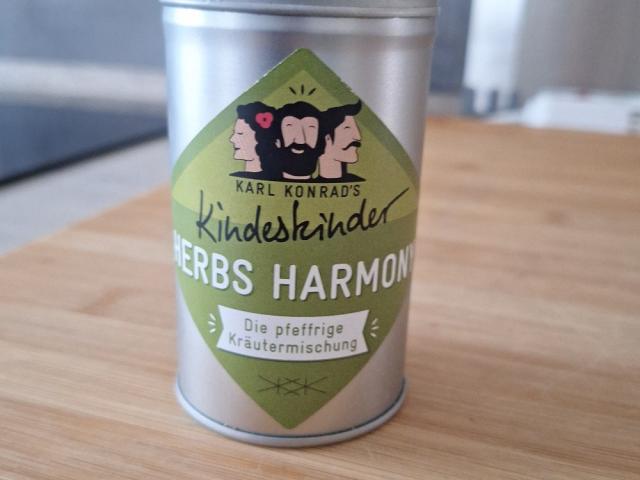 KARL KONRAD'S
Kindeskinder
HERBS HARMONY
Die pfeffrige
Kräutermischung